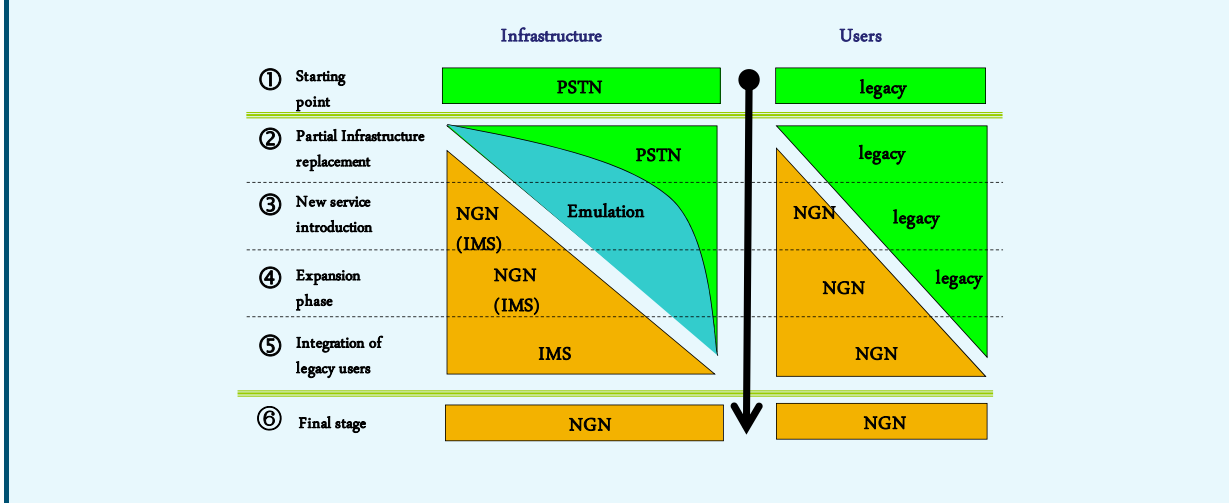 Infrastructure
Users
① Starting
point
PSTN
legacy
② Partial Infrastructure
replacement
PSTN
legacy
③ New service
introduction
NGN
(IMS)
Emulation
NGN
legacy
④ Expansion
phase
NGN
(IMS)
NGN
legacy
⑤ Integration of
legacy users
IMS
NGN
⑥ Final stage
NGN
NGN